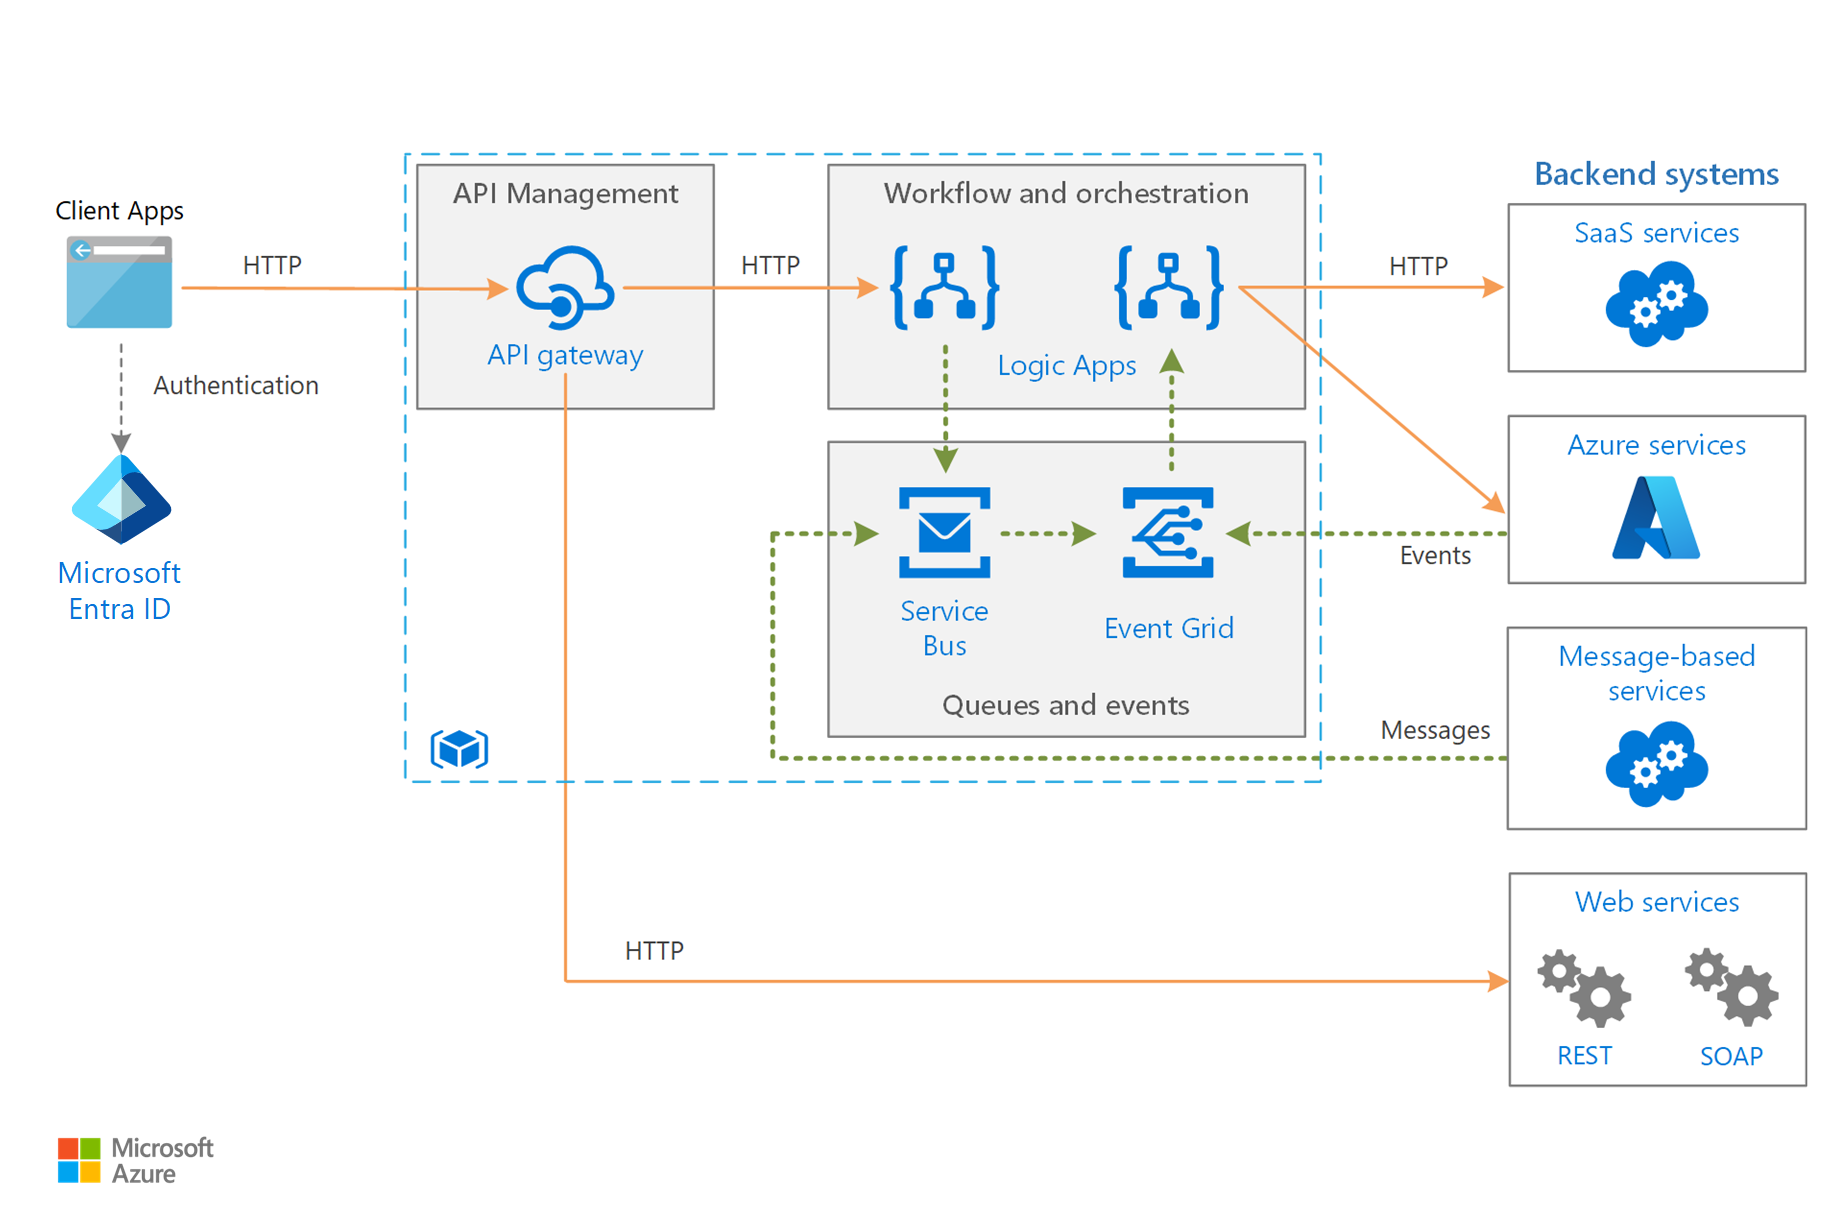 Client Apps
HTTP
Authentication
Microsoft
Entra ID
API Management
API gateway
HTTP
Workflow and orchestration
Logic Apps
Service
Bus
Event Grid
Queues and events
HTTP
Events
Messages
HTTP
Backend systems
SaaS services
Azure services
Message-based
services
Web services
REST
SOAP
Microsoft
Azure